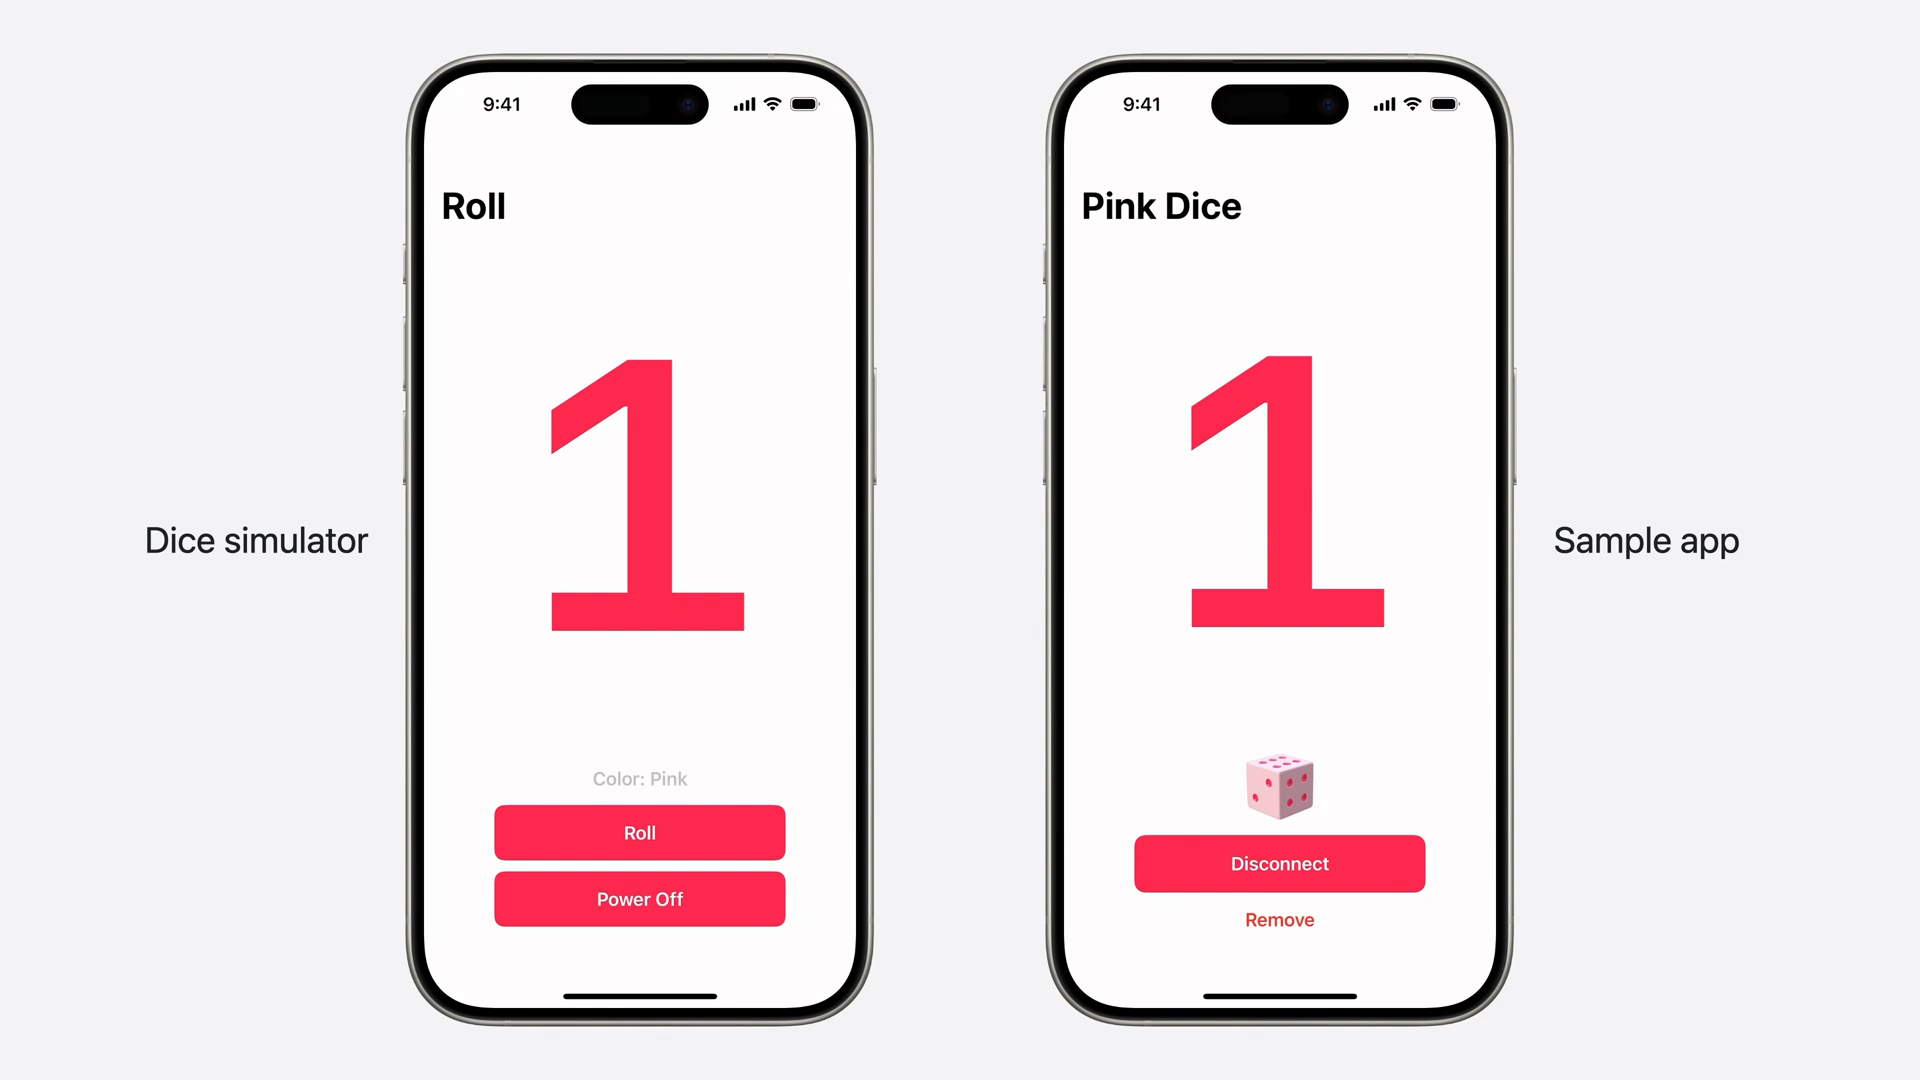 Dice simulator
9:41
Roll
1
Color: Pink
Roll
Power Off
9:41
Pink Dice
1
Disconnect
Remove
Sample app